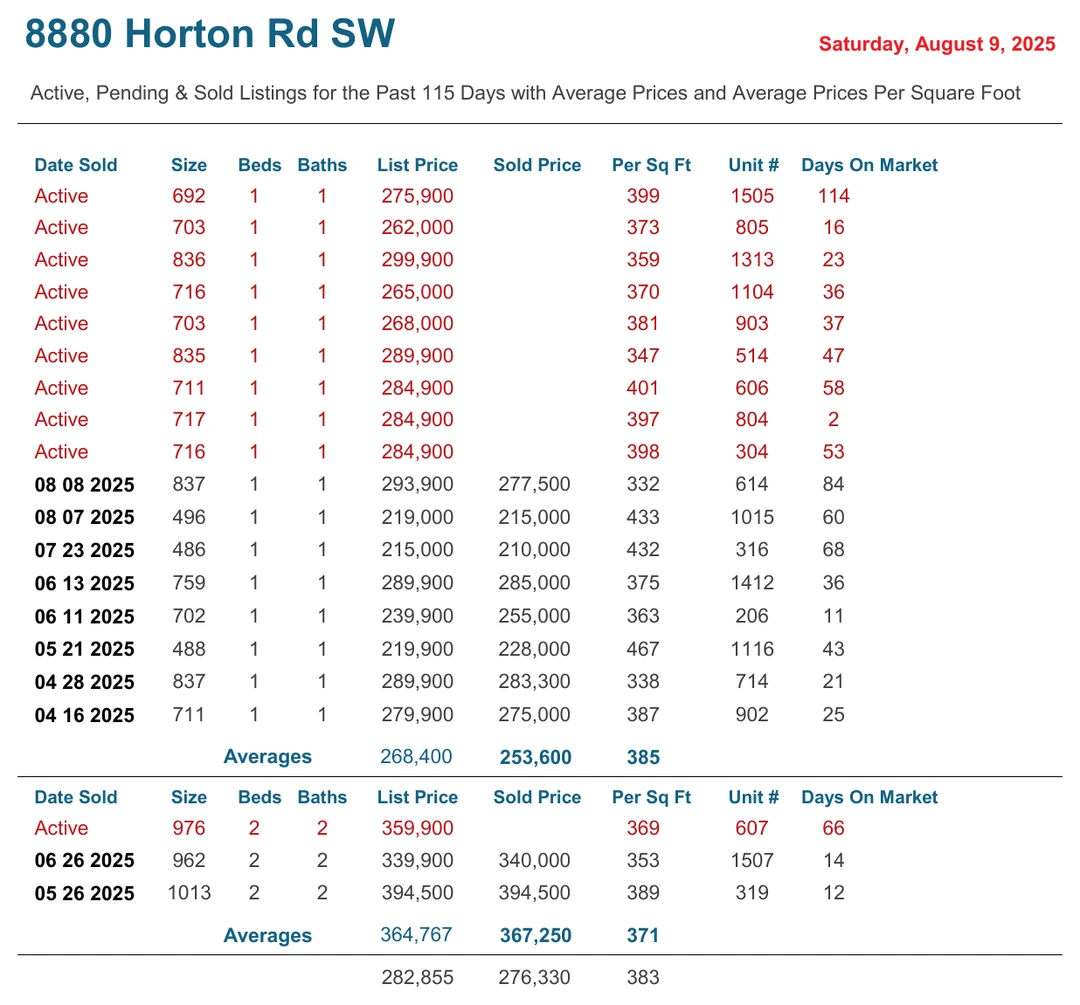 8880 Horton Rd SW
Saturday, August 9, 2025
Active, Pending & Sold Listings for the Past 115 Days with Average Prices and Average Prices Per Square Foot
Date Sold Size Beds Baths List Price Sold Price Per Sq Ft Unit # Days On Market
Active 692 1 1 275,900 399 1505 114
Active 703 1 1 262,000 373 805 16
Active 836 1 1 299,900 359 1313 23
Active 716 1 1 265,000 370 1104 36
Active 703 1 1 268,000 381 903 37
Active 835 1 1 289,900 347 514 47
Active 711 1 1 284,900 401 606 58
Active 717 1 1 284,900 397 804 2
Active 716 1 1 284,900 398 304 53
08 08 2025 837 1 1 293,900 277,500 332 614 84
08 07 2025 496 1 1 219,000 215,000 433 1015 60
07 23 2025 486 1 1 215,000 210,000 432 316 68
06 13 2025 759 1 1 289,900 285,000 375 1412 36
06 11 2025 702 1 1 239,900 255,000 363 206 11
05 21 2025 488 1 1 219,900 228,000 467 1116 43
04 28 2025 837 1 1 289,900 283,300 338 714 21
04 16 2025 711 1 1 279,900 275,000 387 902 25
Averages 268,400 253,600 385
Date Sold Size Beds Baths List Price Sold Price Per Sq Ft Unit # Days On Market
Active 976 2 2 359,900 369 607 66
06 26 2025 962 2 2 339,900 340,000 353 1507 14
05 26 2025 1013 2 2 394,500 394,500 389 319 12
Averages 364,767 367,250 371
282,855 276,330 383